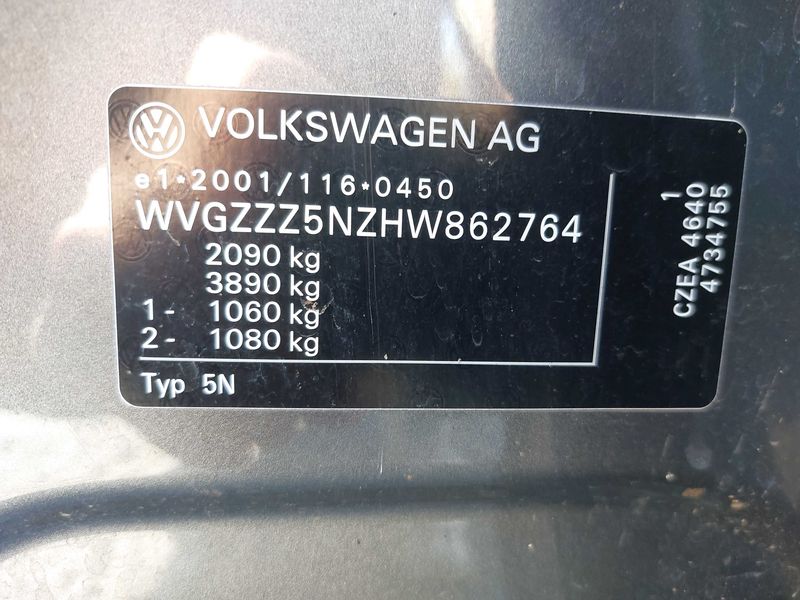 VOLKSWAGEN AG
e1*2001/116*0450
WVGZZZ5NZHW862764
2090 kg
3890 kg
1- 1060 kg
2- 1080 kg
Typ 5N
1
CZEA 4640
4734755